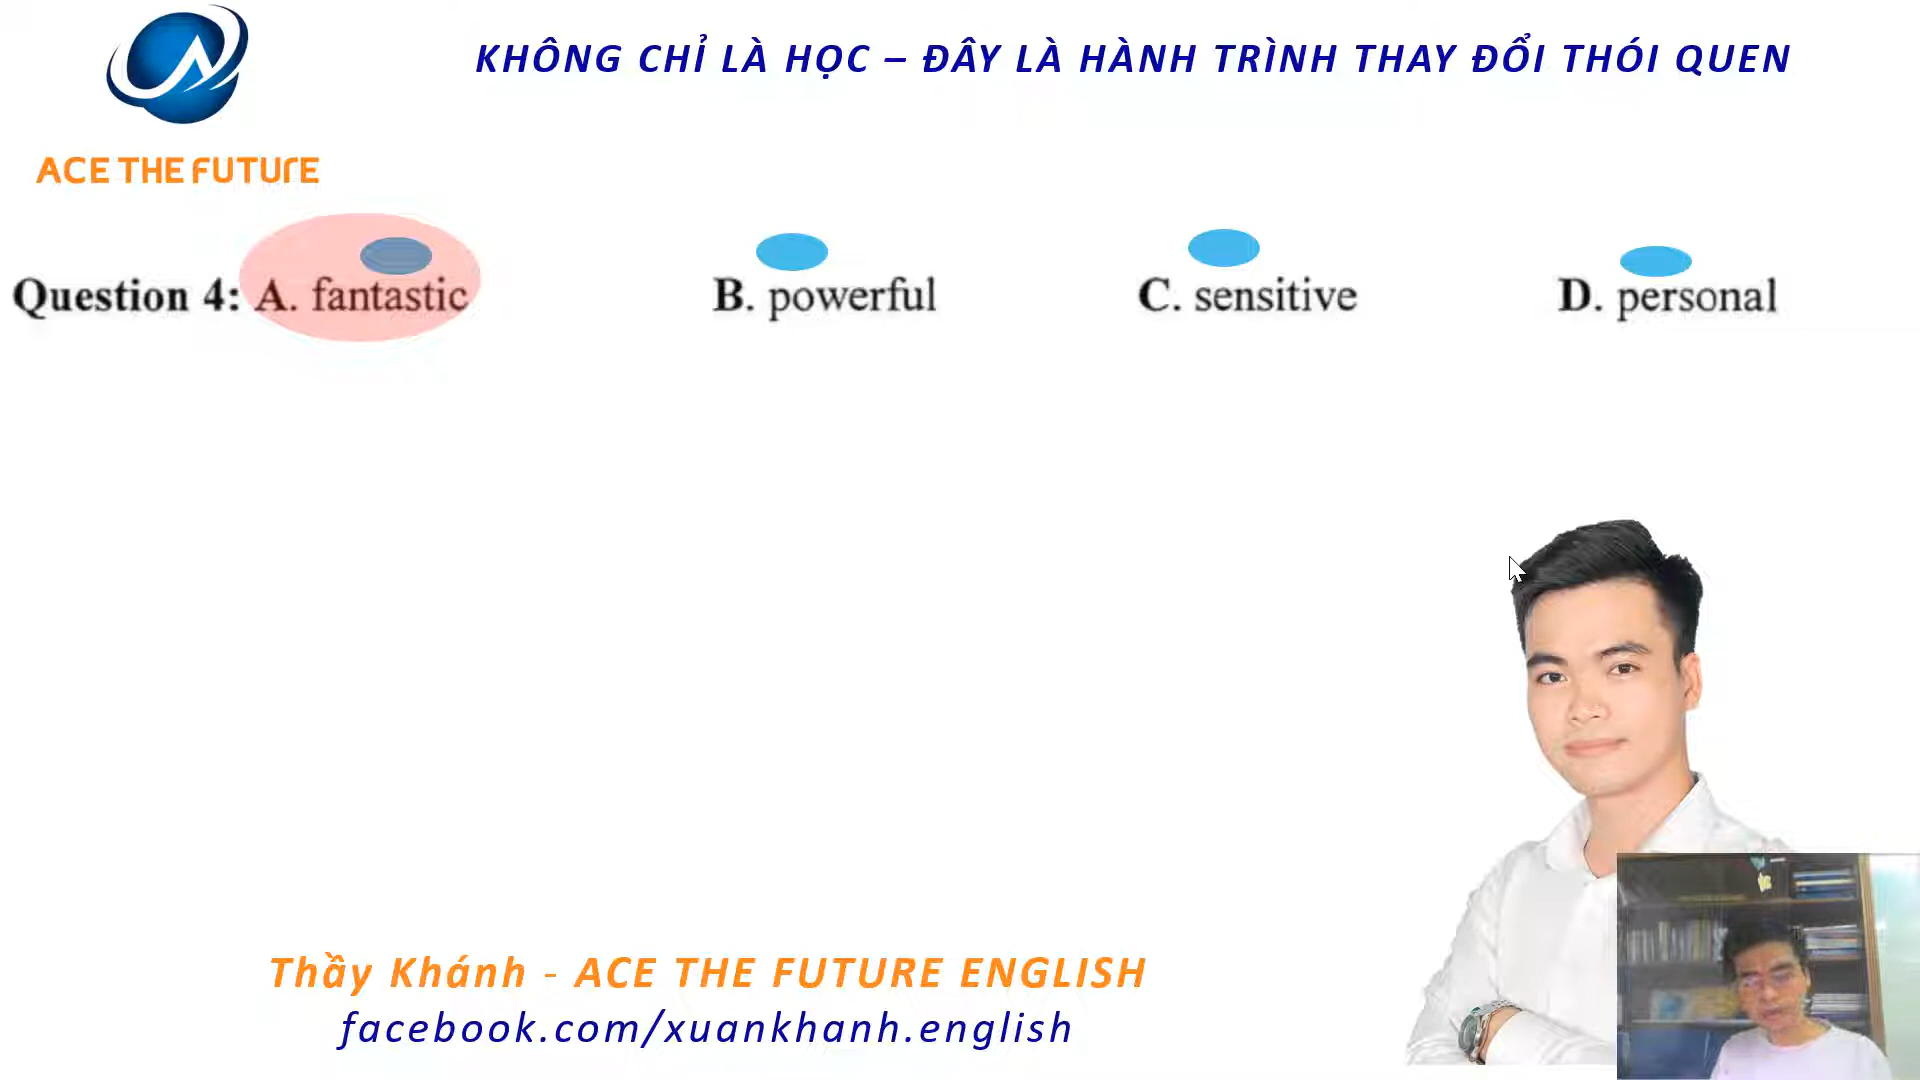 KHÔNG CHỈ LÀ HỌC – ĐÂY LÀ HÀNH TRÌNH THAY ĐỔI THÓI QUEN
ACE THE FUTURE
Question 4: A. fantastic B. powerful C. sensitive D. personal
Thầy Khánh - ACE THE FUTURE ENGLISH
facebook.com/xuankhanh.english